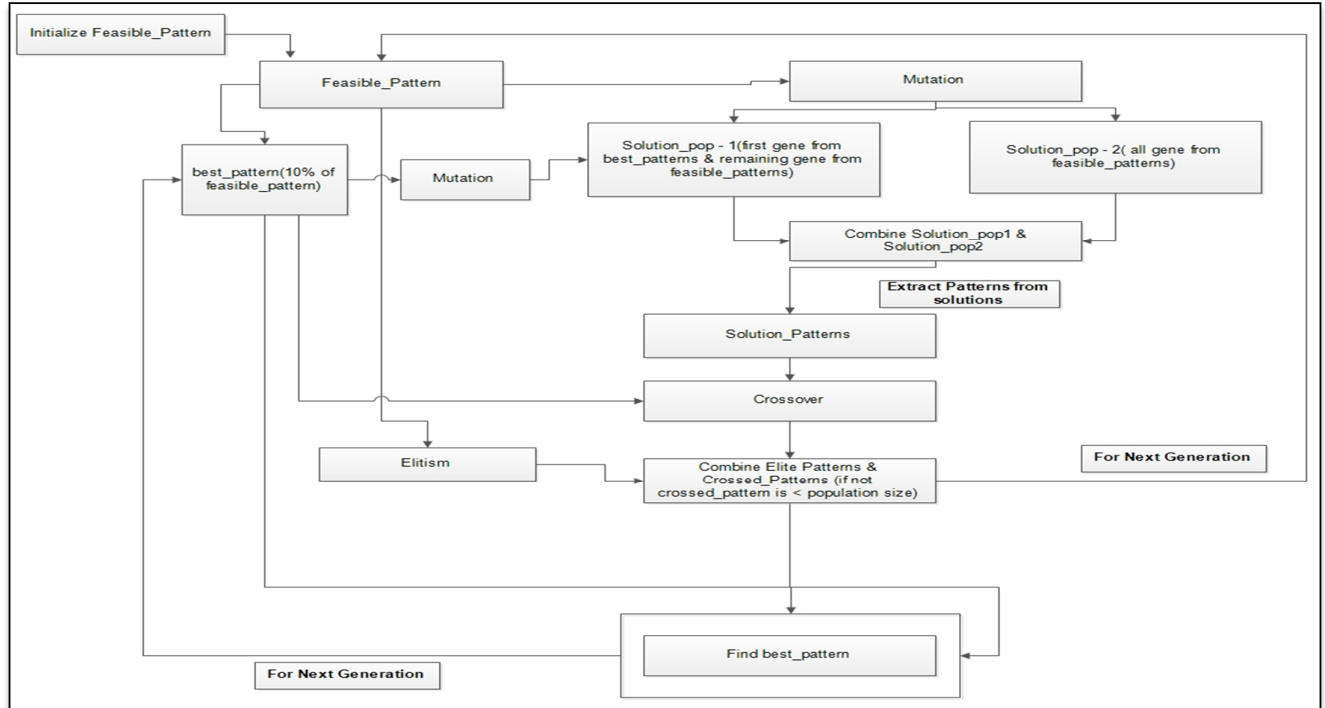 Initialize Feasible_Pattern
Feasible_Pattern
Mutation
best_pattern(10% of
feasible_pattern)
Mutation
Solution_pop - 1(first gene from
best_patterns & remaining gene from
feasible_patterns)
Solution_pop - 2( all gene from
feasible_patterns)
Combine Solution_pop1 &
Solution_pop2
Extract Patterns from
solutions
Solution_Patterns
Crossover
Elitism
Combine Elite Patterns &
Crossed_Patterns (if not
crossed_pattern is < population size)
For Next Generation
Find best_pattern
For Next Generation